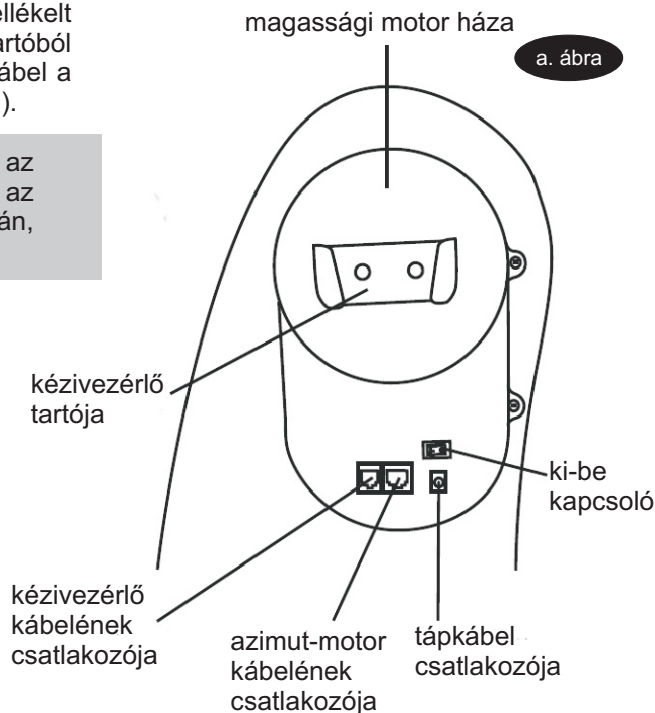 ellékelt
artóból
ábel a
).
az
az
án,
magassági motor háza
a. ábra
kézivezérlő
tartója
ki-be
kapcsoló
kézivezérlő
kábelének
csatlakozója
azimut-motor
kábelének
csatlakozója
tápkábel
csatlakozója